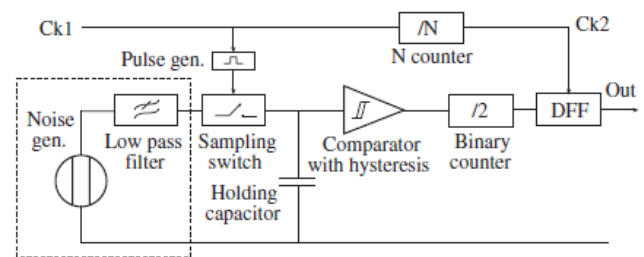 Ck1
/N
Ck2
N counter
Pulse gen.
Out
Noise
gen.
Low pass
filter
Sampling
switch
Comparator
with hysteresis
/2
Binary
counter
DFF
Holding
capacitor